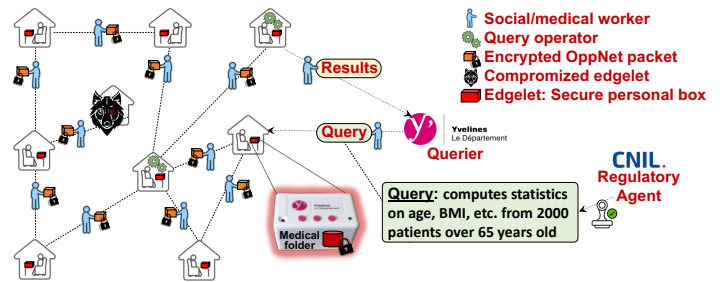 Social/medical worker
Query operator
Encrypted OppNet packet
Compromized edgelet
Edgelet: Secure personal box
Results
Query
Yvelines
Le Département
Querier
CNIL.
Regulatory
Agent
Query: computes statistics
on age, BMI, etc. from 2000
patients over 65 years old
Yvelines
Medical
folder